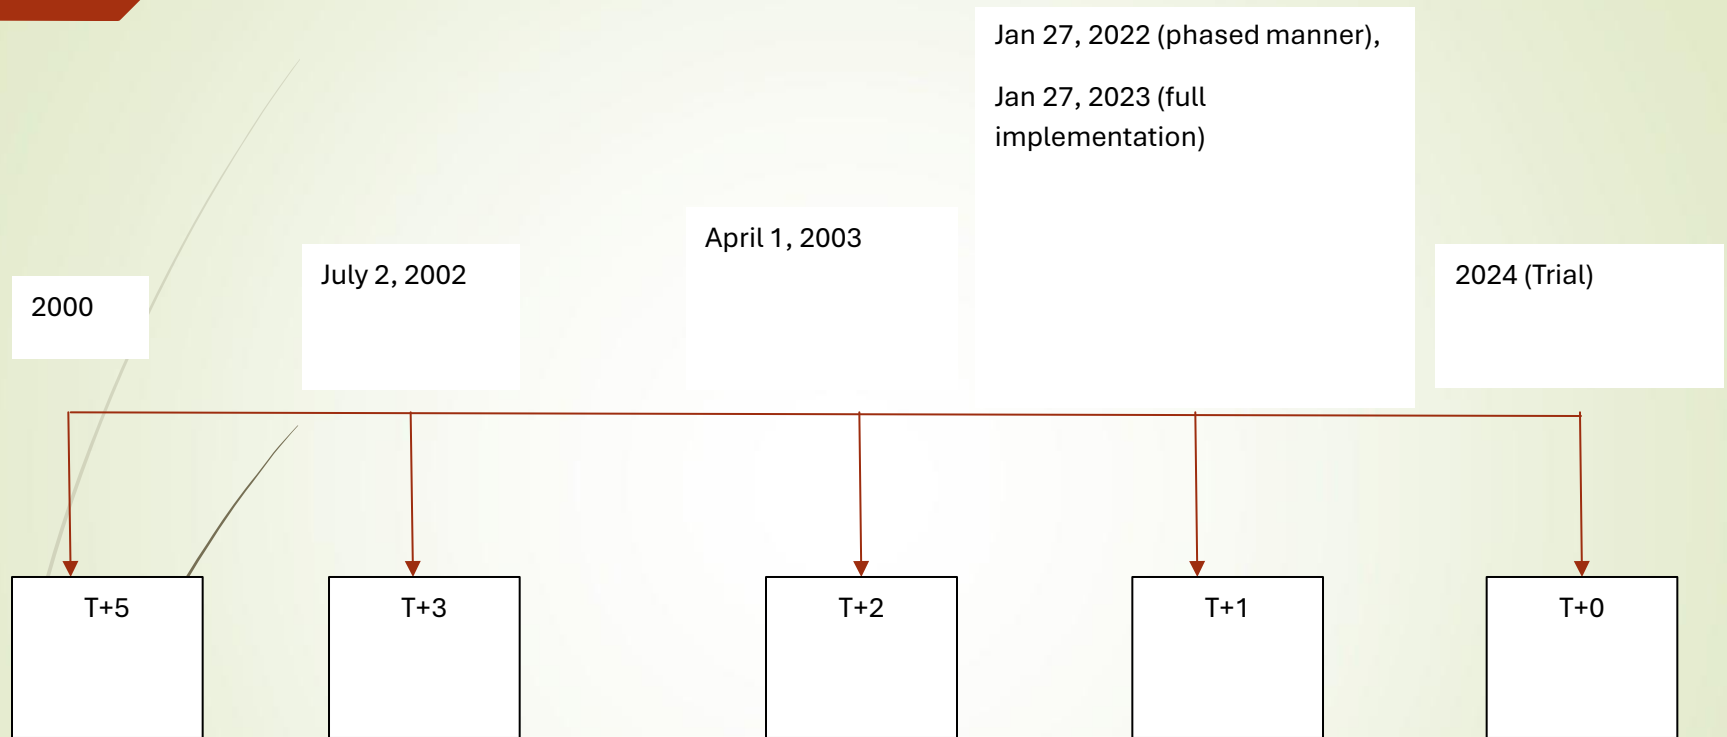 Jan 27, 2022 (phased manner),
Jan 27, 2023 (full
implementation)
April 1, 2003
July 2, 2002
2024 (Trial)
2000
T+5
T+3
T+2
T+1
T+0